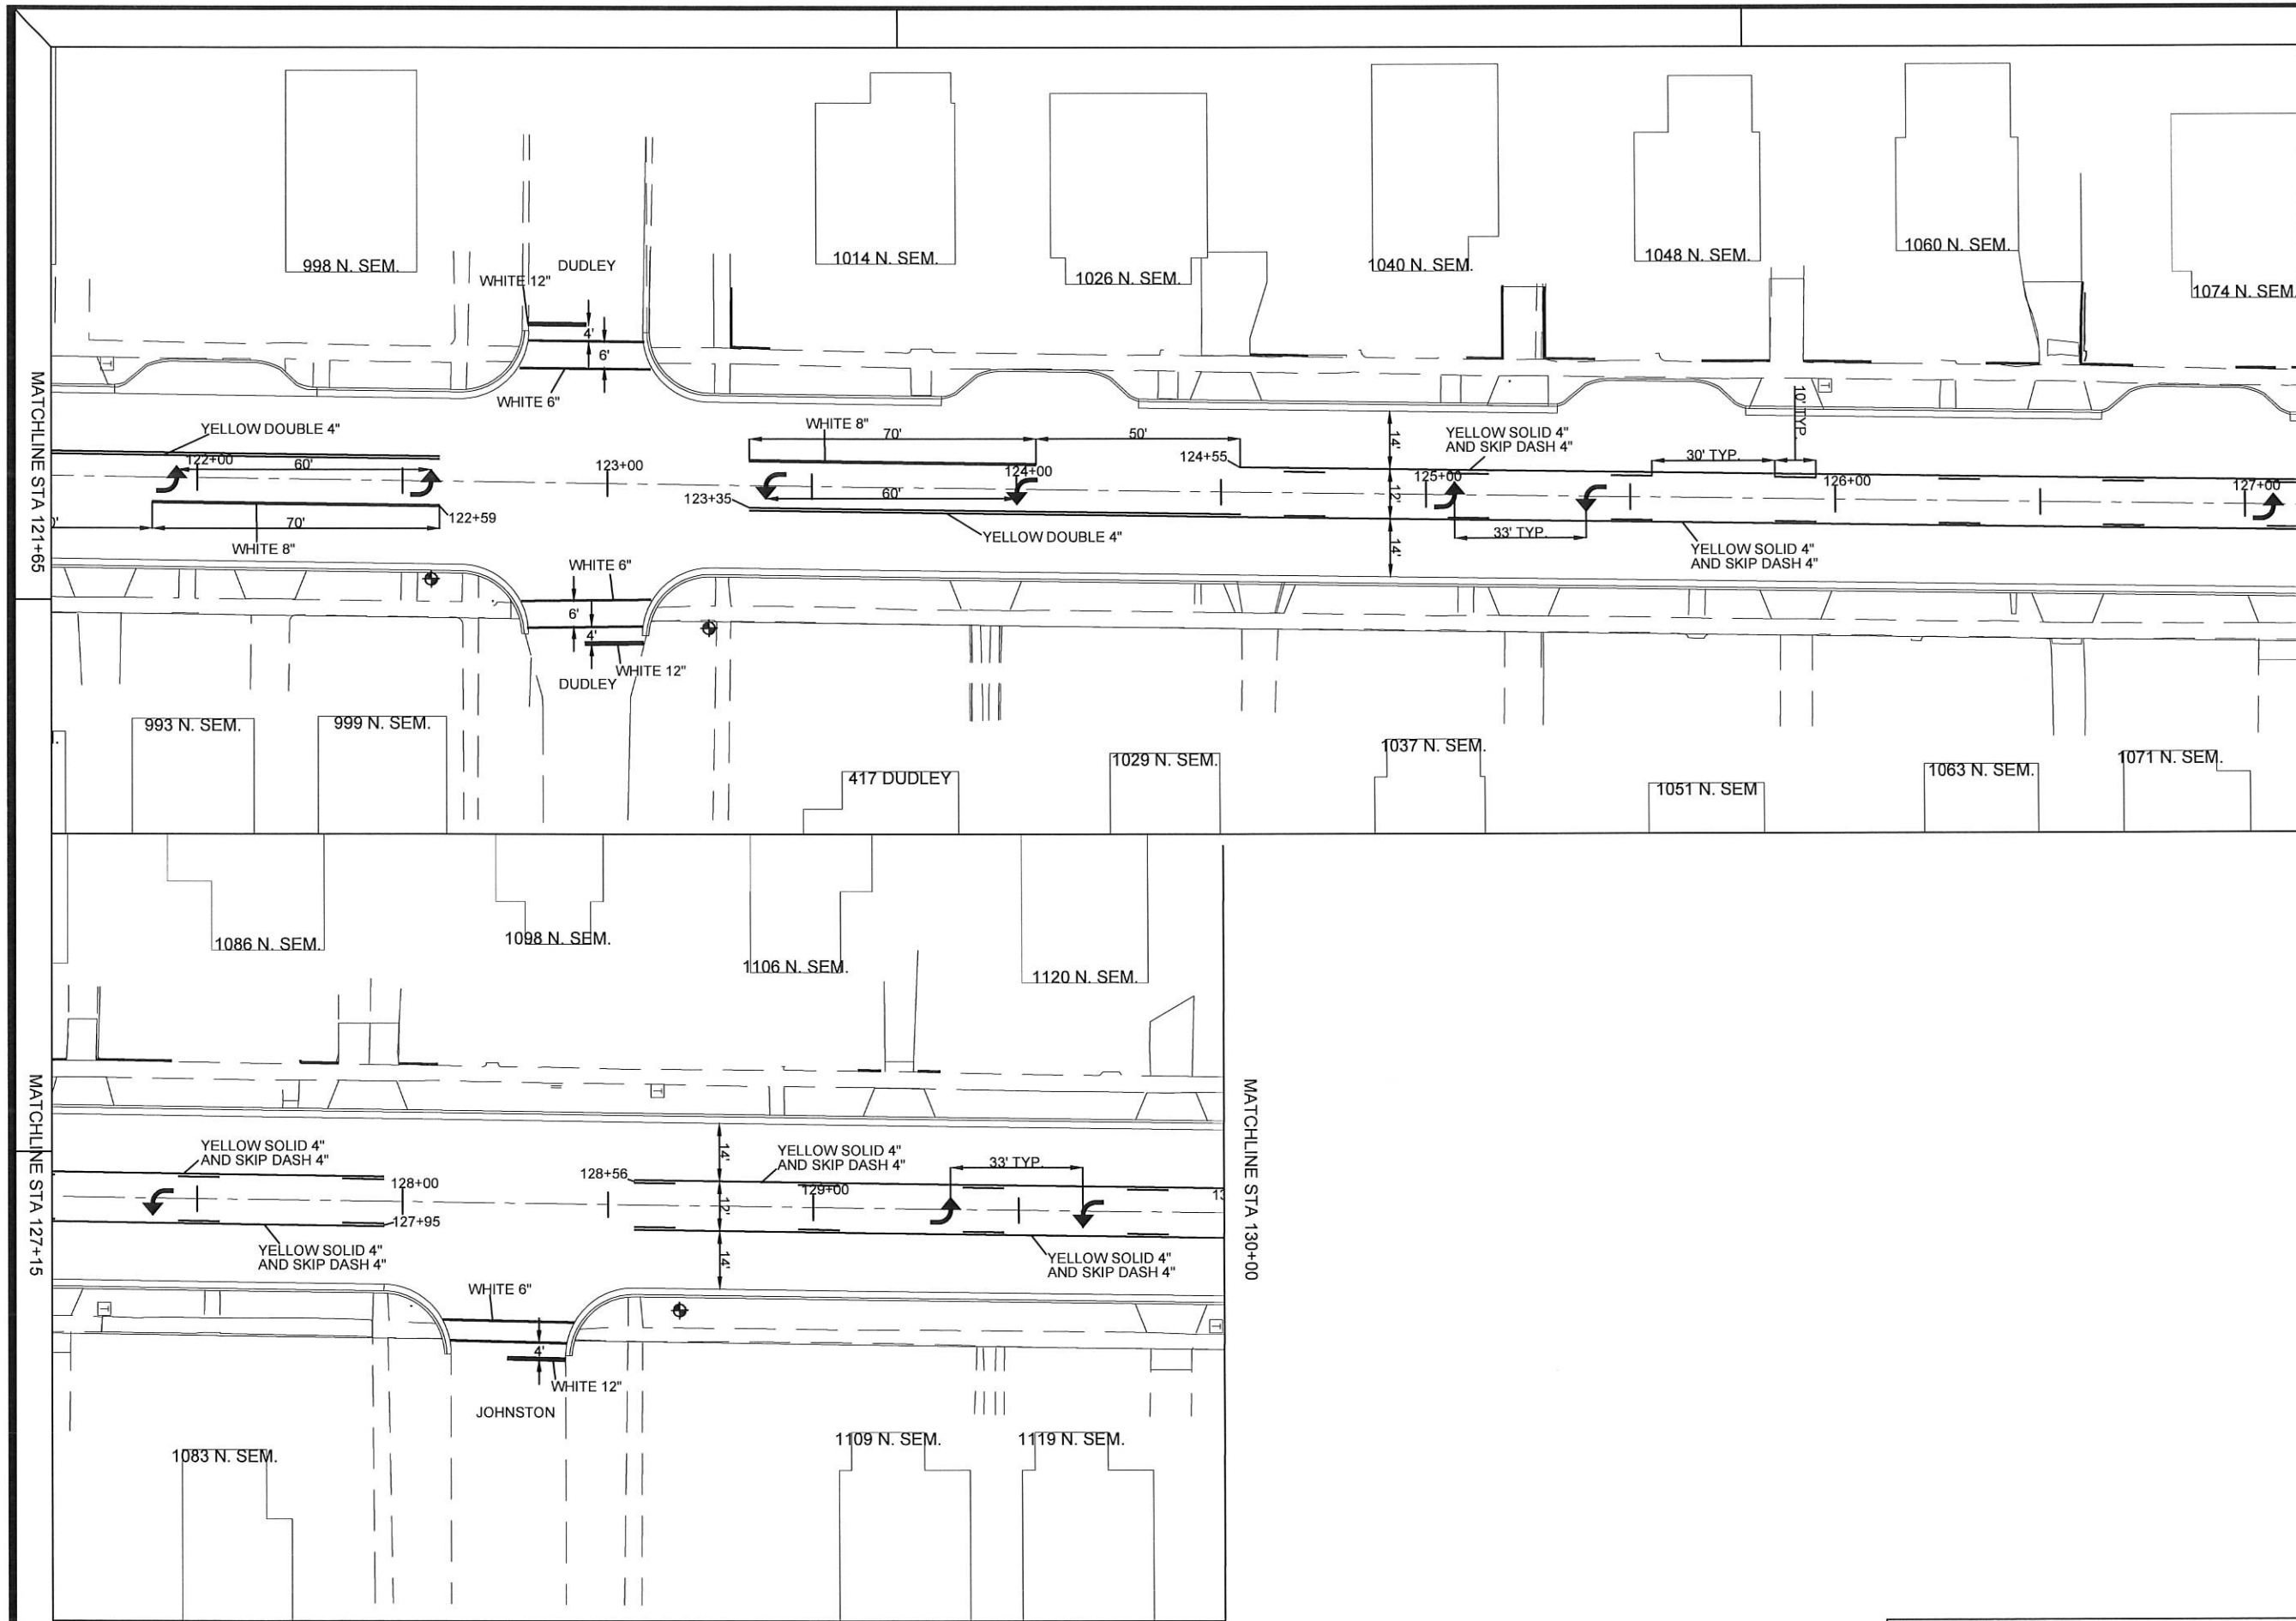 998 N. SEM.
DUDLEY
WHITE 12"
1014 N. SEM.
1026 N. SEM.
1040 N. SEM.
1048 N. SEM.
1060 N. SEM.
1074 N. SEM.
4'
6'
WHITE 6"
MATCHLINE STA 121+65
YELLOW DOUBLE 4"
122+00
60'
123+00
WHITE 8"
70'
50'
124+00
124+55
14'
YELLOW SOLID 4"
AND SKIP DASH 4"
10' TYP.
30' TYP.
125+00
126+00
127+00
123+35
60'
12'
33' TYP.
122+59
70'
WHITE 8"
YELLOW DOUBLE 4"
14'
YELLOW SOLID 4"
AND SKIP DASH 4"
WHITE 6"
6'
4'
WHITE 12"
DUDLEY
993 N. SEM.
999 N. SEM.
417 DUDLEY
1029 N. SEM.
1037 N. SEM.
1051 N. SEM
1063 N. SEM.
1071 N. SEM.
1086 N. SEM.
1098 N. SEM.
1106 N. SEM.
1120 N. SEM.
MATCHLINE STA 127+15
MATCHLINE STA 130+00
YELLOW SOLID 4"
AND SKIP DASH 4"
128+00
128+56
14'
YELLOW SOLID 4"
AND SKIP DASH 4"
33' TYP.
129+00
12'
127+95
YELLOW SOLID 4"
AND SKIP DASH 4"
14'
YELLOW SOLID 4"
AND SKIP DASH 4"
WHITE 6"
4'
WHITE 12"
JOHNSTON
1083 N. SEM.
1109 N. SEM.
1119 N. SEM.